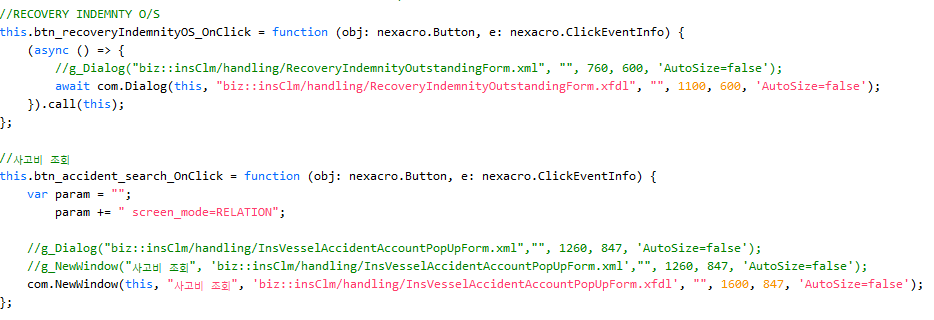 //RECOVERY INDEMNTY O/S
this.btn_recoveryIndemnityOS_OnClick = function (obj: nexacro.Button, e: nexacro.ClickEventInfo) {
    (async () => {
        //g_Dialog("biz::insClm/handling/RecoveryIndemnityOutstandingForm.xml", "", 760, 600, 'AutoSize=false');
        await com.Dialog(this, "biz::insClm/handling/RecoveryIndemnityOutstandingForm.xfdl", "", 1100, 600, 'AutoSize=false');
    }).call(this);
};

//사고비 조회
this.btn_accident_search_OnClick = function (obj: nexacro.Button, e: nexacro.ClickEventInfo) {
    var param = "";
        param += " screen_mode=RELATION";

    //g_Dialog("biz::insClm/handling/InsVesselAccidentAccountPopUpForm.xml","", 1260, 847, 'AutoSize=false');
    //g_NewWindow("사고비 조회", 'biz::insClm/handling/InsVesselAccidentAccountPopUpForm.xml',"", 1260, 847, 'AutoSize=false');
    com.NewWindow(this, "사고비 조회", 'biz::insClm/handling/InsVesselAccidentAccountPopUpForm.xfdl', "", 1600, 847, 'AutoSize=false');
};